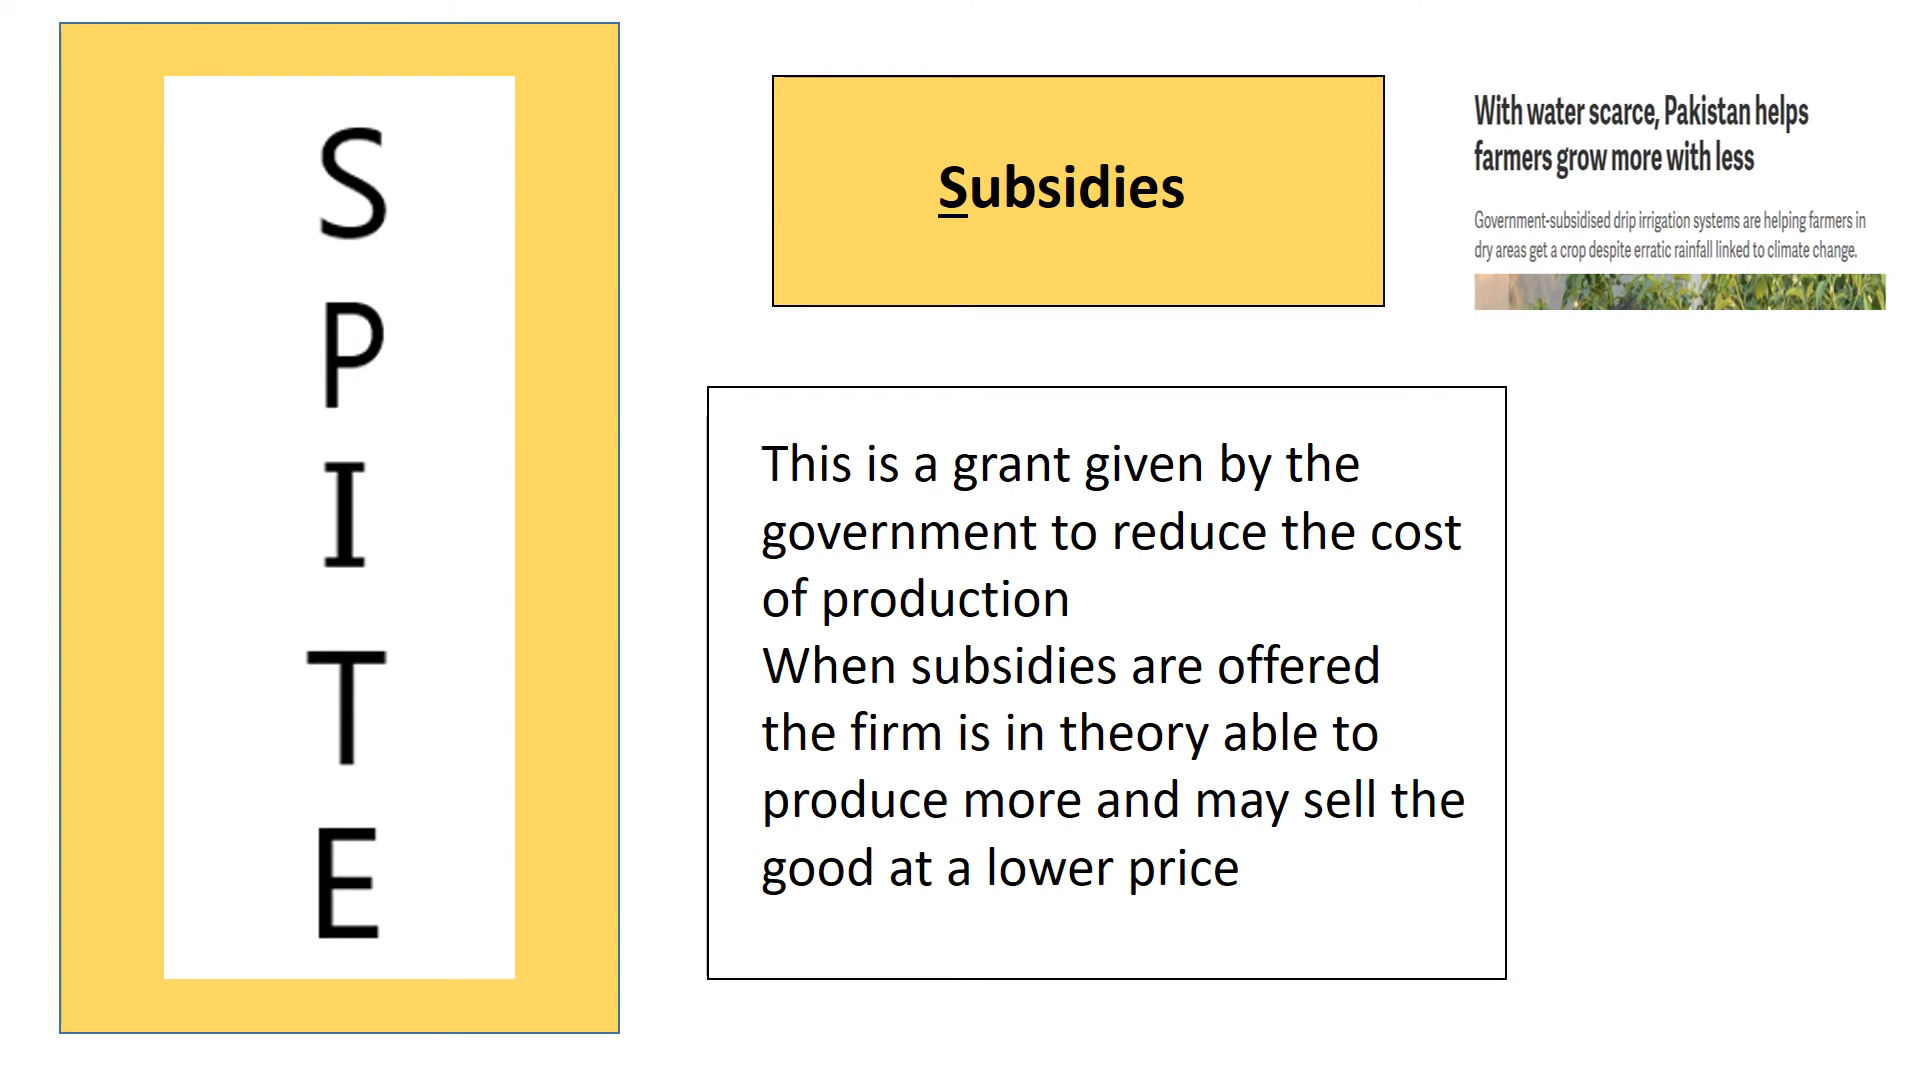 S
P
I
T
E
Subsidies
With water scarce, Pakistan helps
farmers grow more with less
Government-subsidised drip irrigation systems are helping farmers in
dry areas get a crop despite erratic rainfall linked to climate change.
This is a grant given by the
government to reduce the cost
of production
When subsidies are offered
the firm is in theory able to
produce more and may sell the
good at a lower price